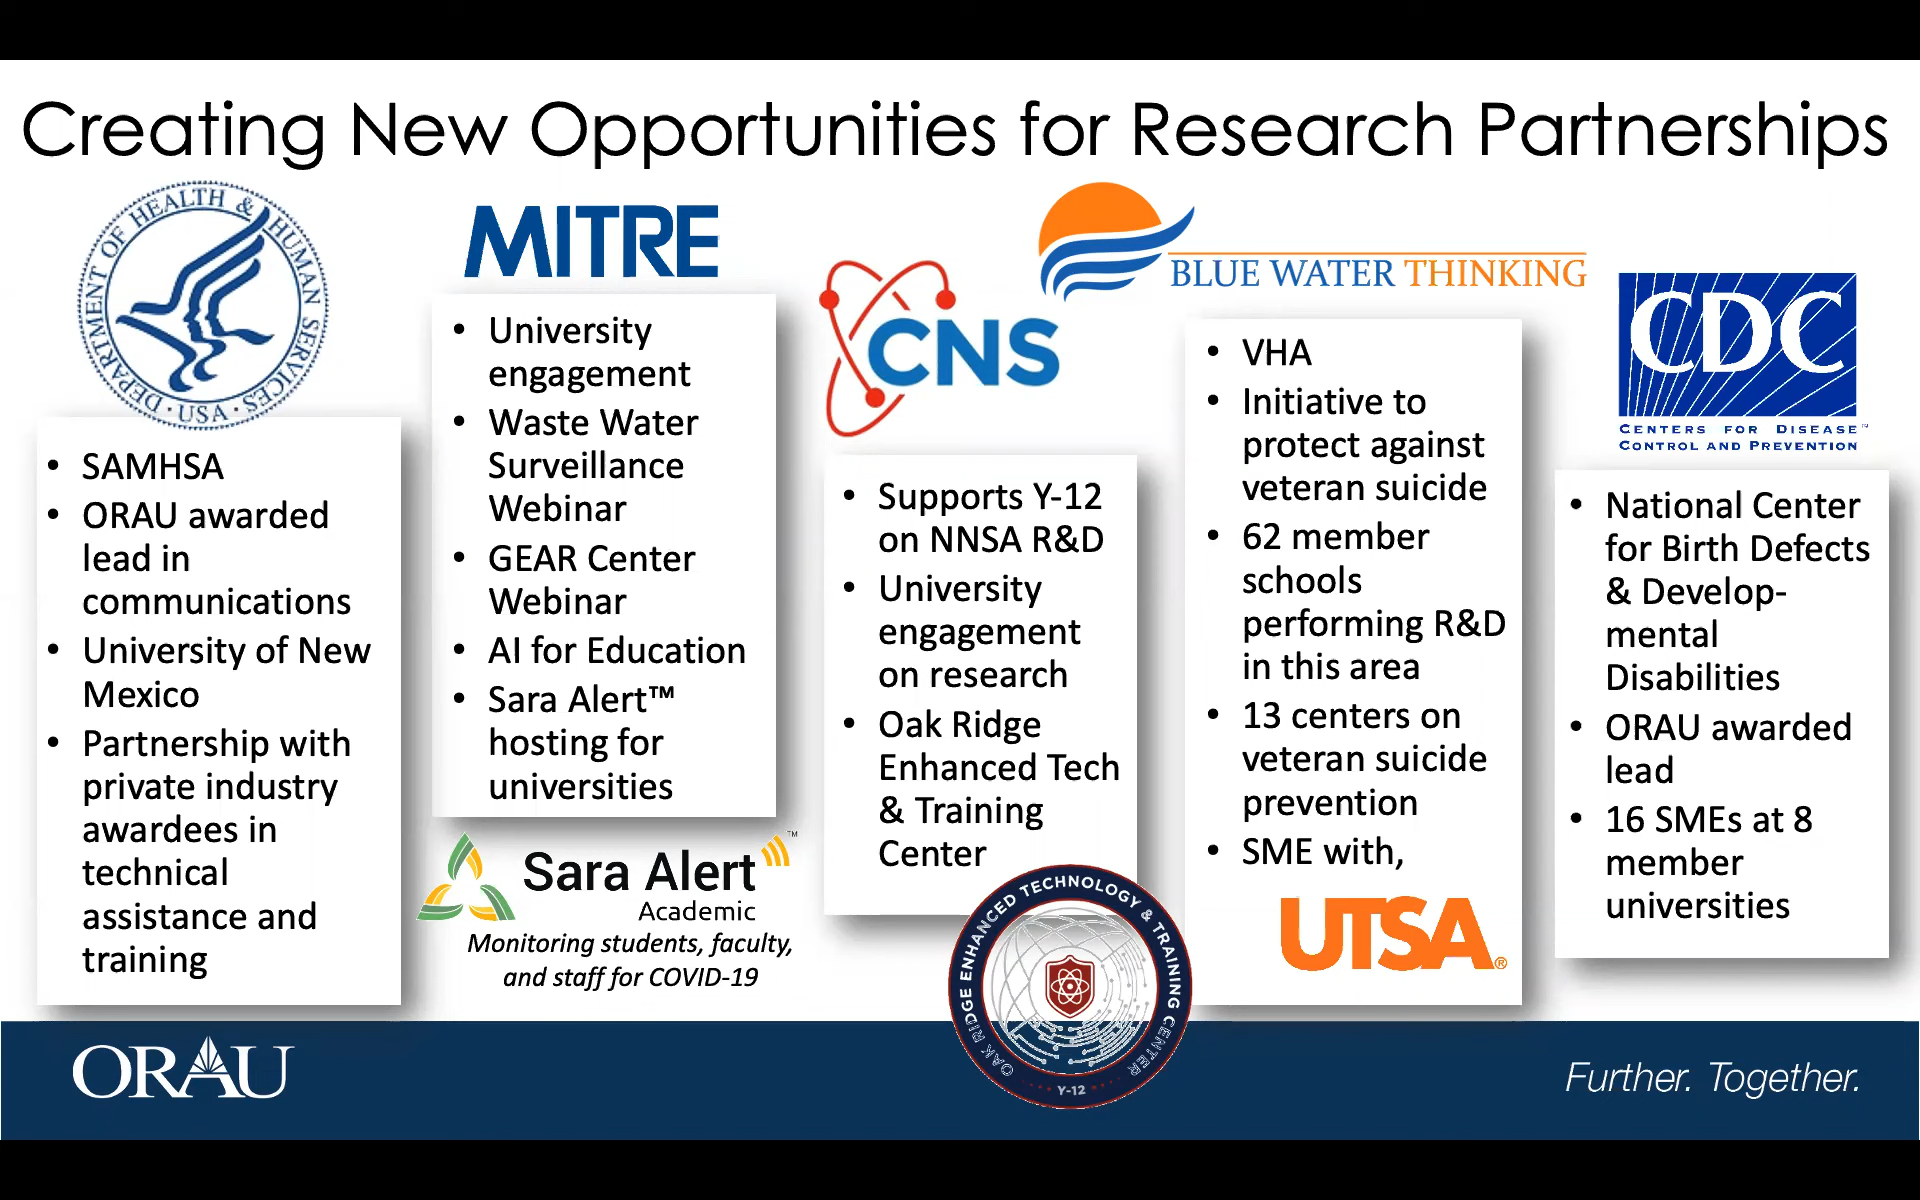 Creating New Opportunities for Research Partnerships
DEPARTMENT OF HEALTH & HUMAN SERVICES · USA ·
• SAMHSA
• ORAU awarded
lead in
communications
• University of New
Mexico
• Partnership with
private industry
awardees in
technical
assistance and
training
MITRE
• University
engagement
• Waste Water
Surveillance
Webinar
• GEAR Center
Webinar
• AI for Education
• Sara Alert™
hosting for
universities
Sara Alert™
Academic
Monitoring students, faculty,
and staff for COVID-19
CNS
• Supports Y-12
on NNSA R&D
• University
engagement
on research
• Oak Ridge
Enhanced Tech
& Training
Center
OAK RIDGE ENHANCED TECHNOLOGY & TRAINING CENTER
Y-12
BLUE WATER THINKING
• VHA
• Initiative to
protect against
veteran suicide
• 62 member
schools
performing R&D
in this area
• 13 centers on
veteran suicide
prevention
• SME with,
UTSA®
CDC
CENTERS FOR DISEASE™
CONTROL AND PREVENTION
• National Center
for Birth Defects
& Develop-
mental
Disabilities
• ORAU awarded
lead
• 16 SMEs at 8
member
universities
ORAU
Further. Together.